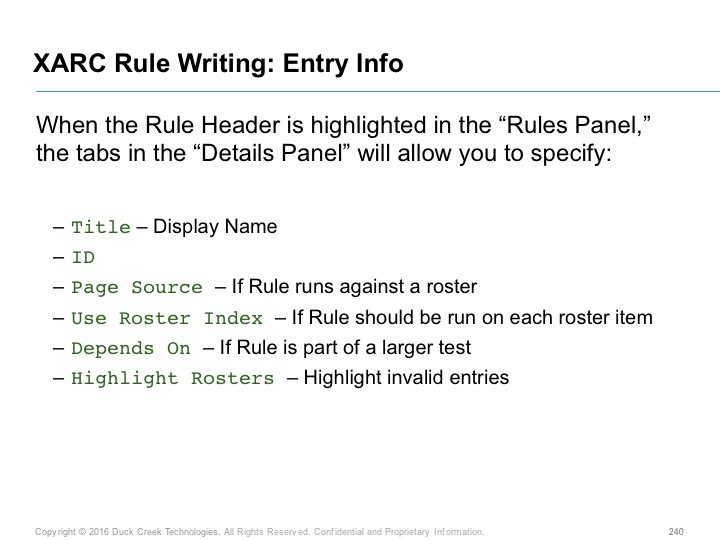 XARC Rule Writing: Entry Info
When the Rule Header is highlighted in the “Rules Panel,”
the tabs in the “Details Panel” will allow you to specify:
– Title – Display Name
– ID
– Page Source – If Rule runs against a roster
– Use Roster Index – If Rule should be run on each roster item
– Depends On – If Rule is part of a larger test
– Highlight Rosters – Highlight invalid entries
Copyright © 2016 Duck Creek Technologies. All Rights Reserved. Confidential and Proprietary Information. 240